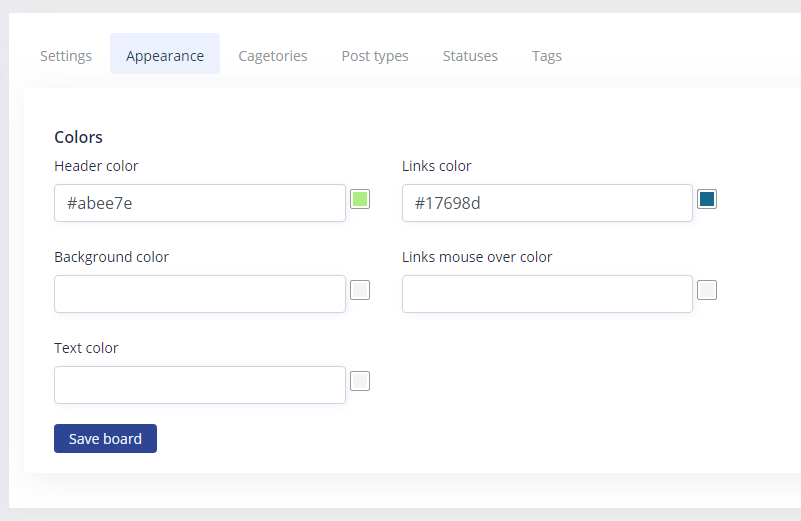 Settings Appearance Cagetories Post types Statuses Tags
Colors
Header color Links color
#abee7e #17698d
Background color Links mouse over color
Text color
Save board